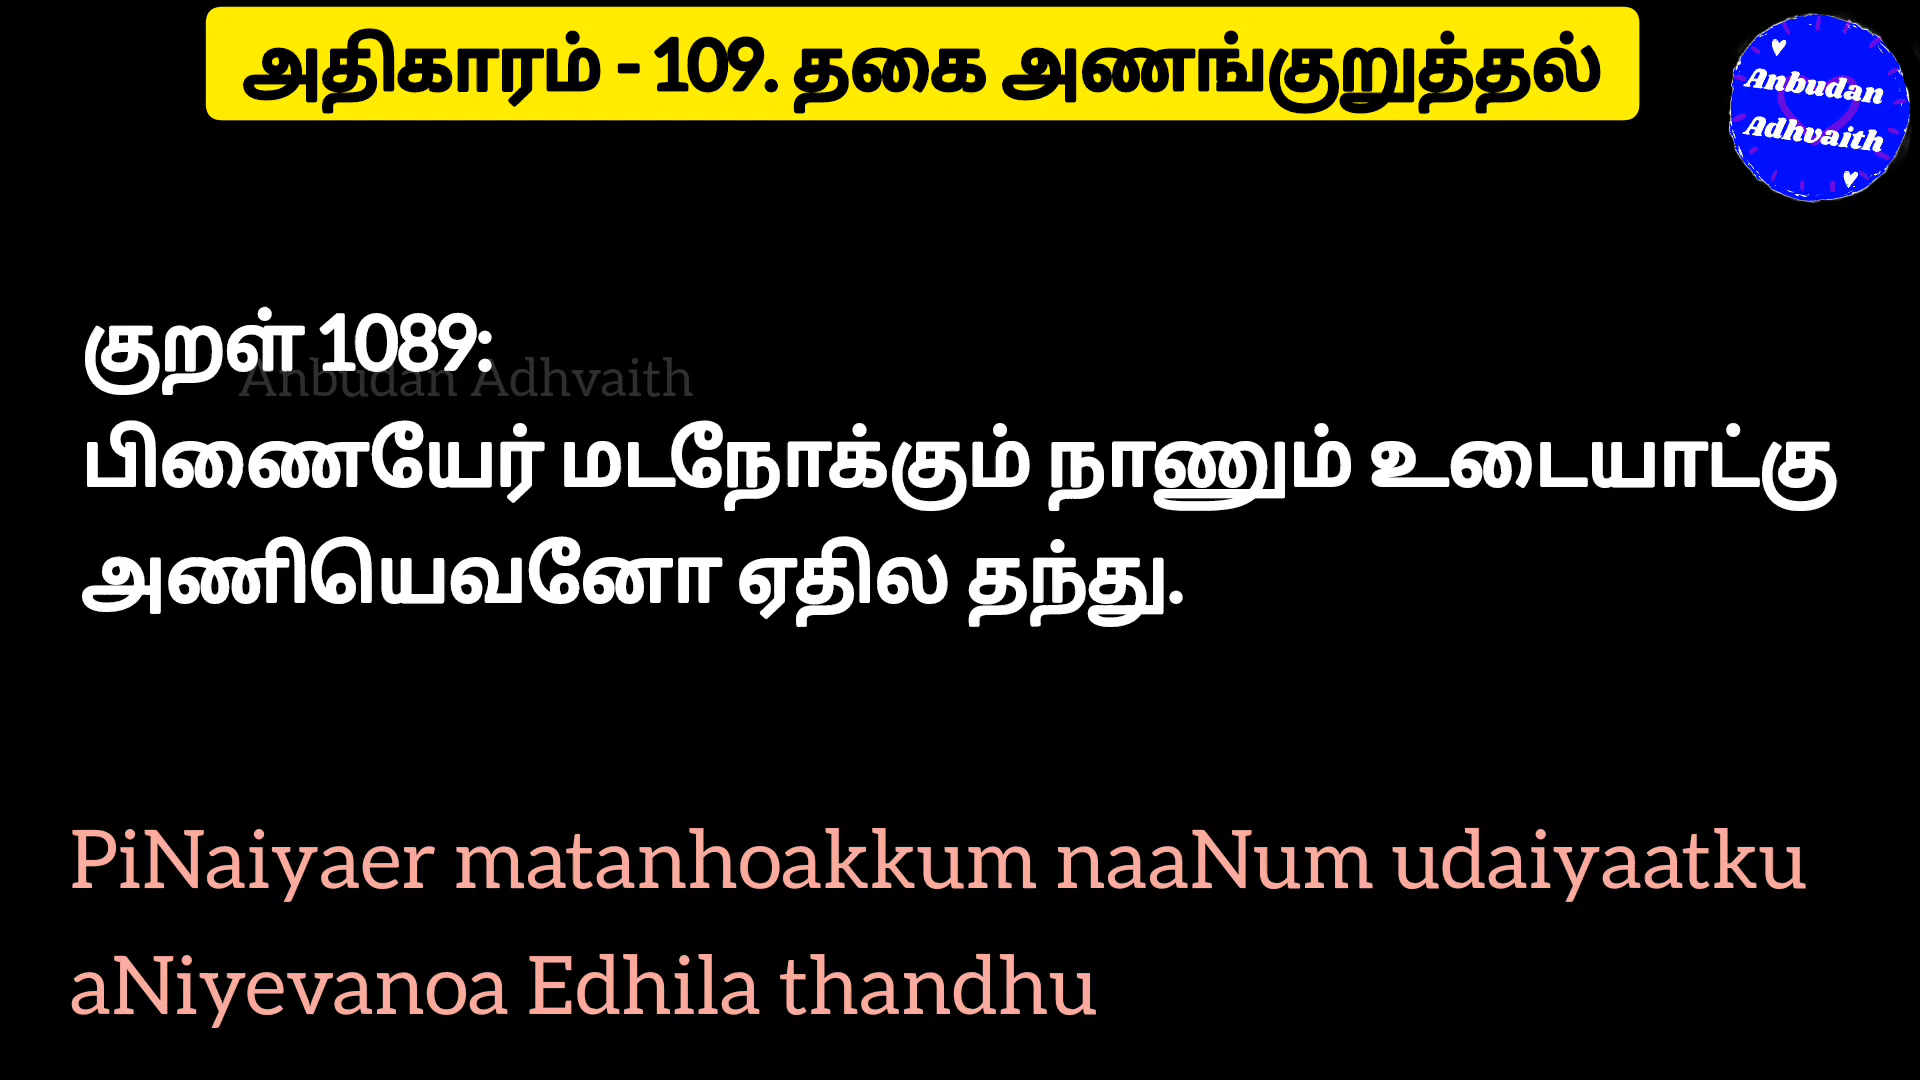 அதிகாரம் - 109. தகை அணங்குறுத்தல்
Anbudan
Adhvaith
குறள் 1089:
Anbudan Adhvaith
பிணையேர் மடநோக்கும் நாணும் உடையாட்கு
அணியெவனோ ஏதில தந்து.
PiNaiyaer matanhoakkum naaNum udaiyaatku
aNiyevanoa Edhila thandhu